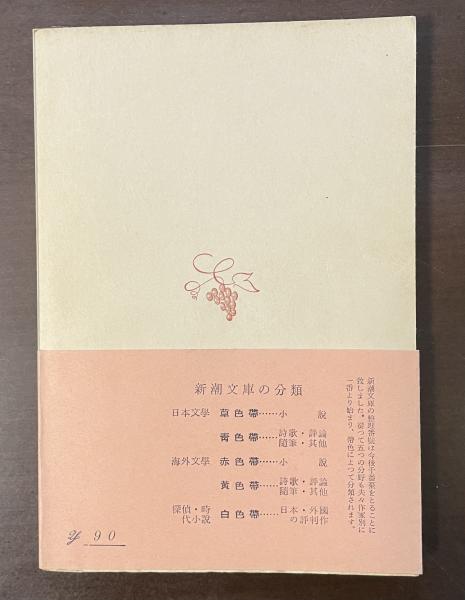 新潮文庫の分類
日本文學 草色帶……小說
靑色帶……詩歌・評論
隨筆・其他
海外文學 赤色帶……小說
黃色帶……詩歌・評論
隨筆・其他
探偵・時
代小說 白色帶……日本・外國
の評判作
新潮文庫の整理番號は今後千番臺をとることに
致しました。從つて五つの分野も夫々作家別に
一番より始まり、帶色によつて分類されます。
90